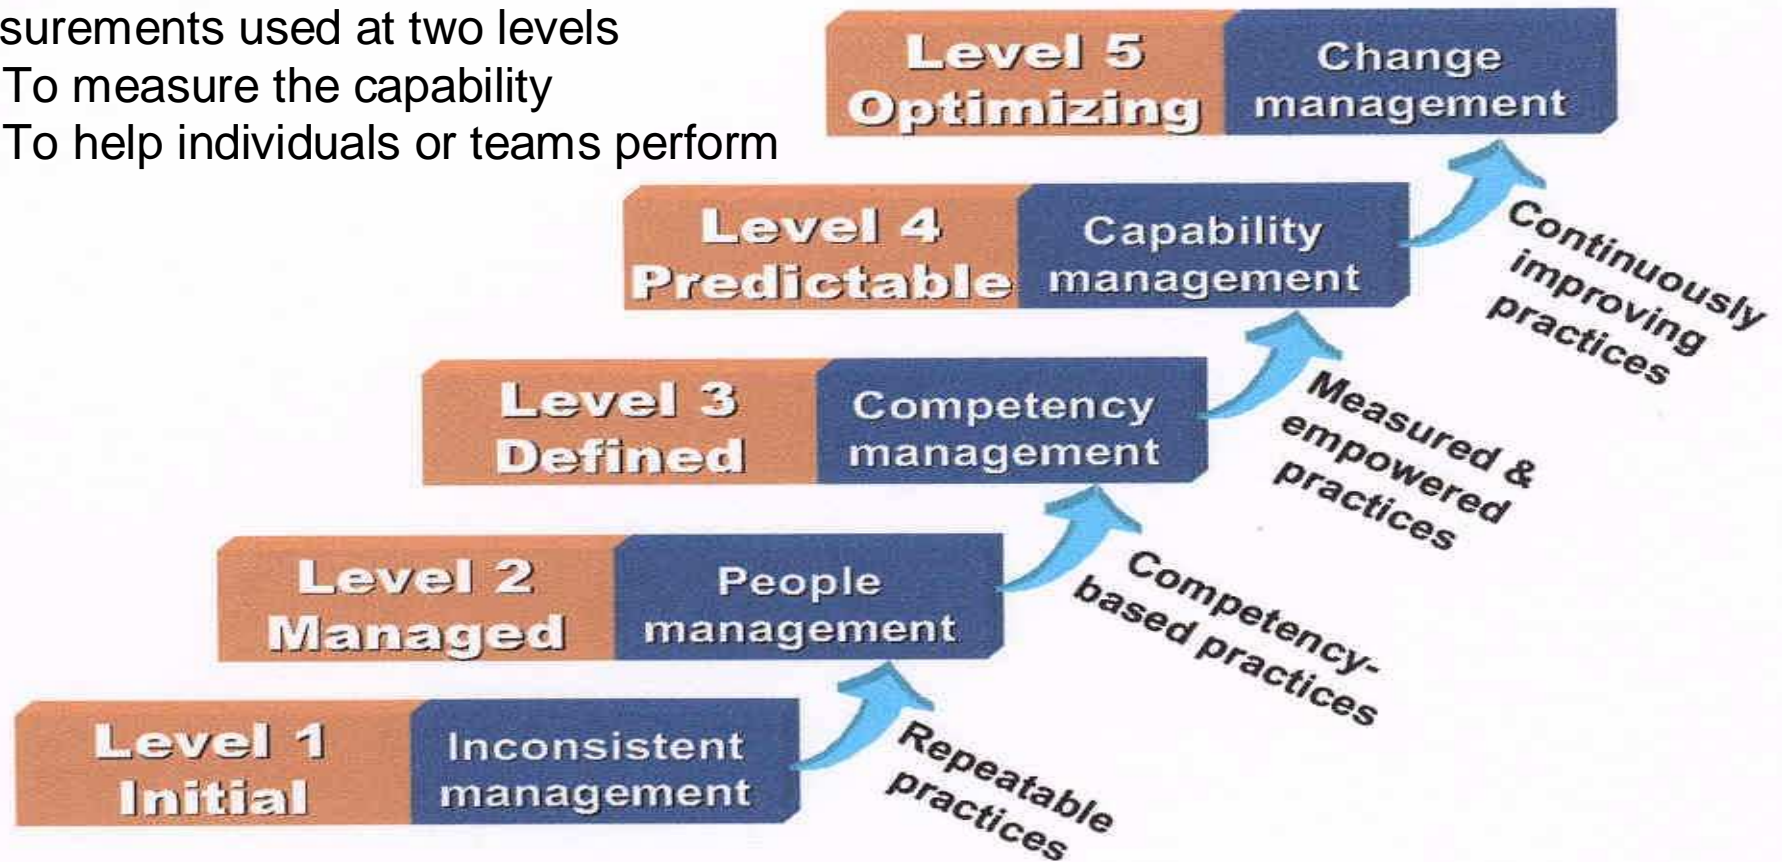 surements used at two levels
To measure the capability
To help individuals or teams perform
Level 5
Optimizing
Change
management
Continuously
improving
practices
Level 4
Predictable
Capability
management
Measured &
empowered
practices
Level 3
Defined
Competency
management
Competency-
based practices
Level 2
Managed
People
management
Repeatable
practices
Level 1
Initial
Inconsistent
management